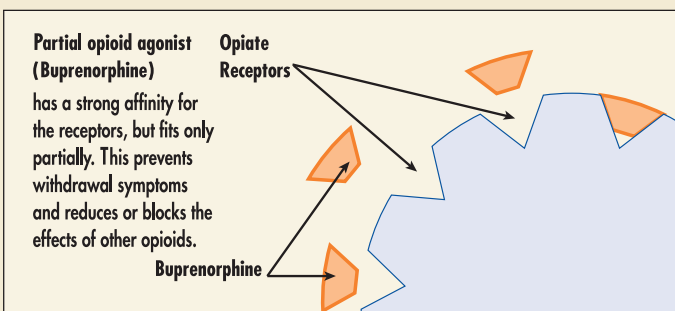 Partial opioid agonist
(Buprenorphine)
has a strong affinity for
the receptors, but fits only
partially. This prevents
withdrawal symptoms
and reduces or blocks the
effects of other opioids.
Opiate
Receptors
Buprenorphine